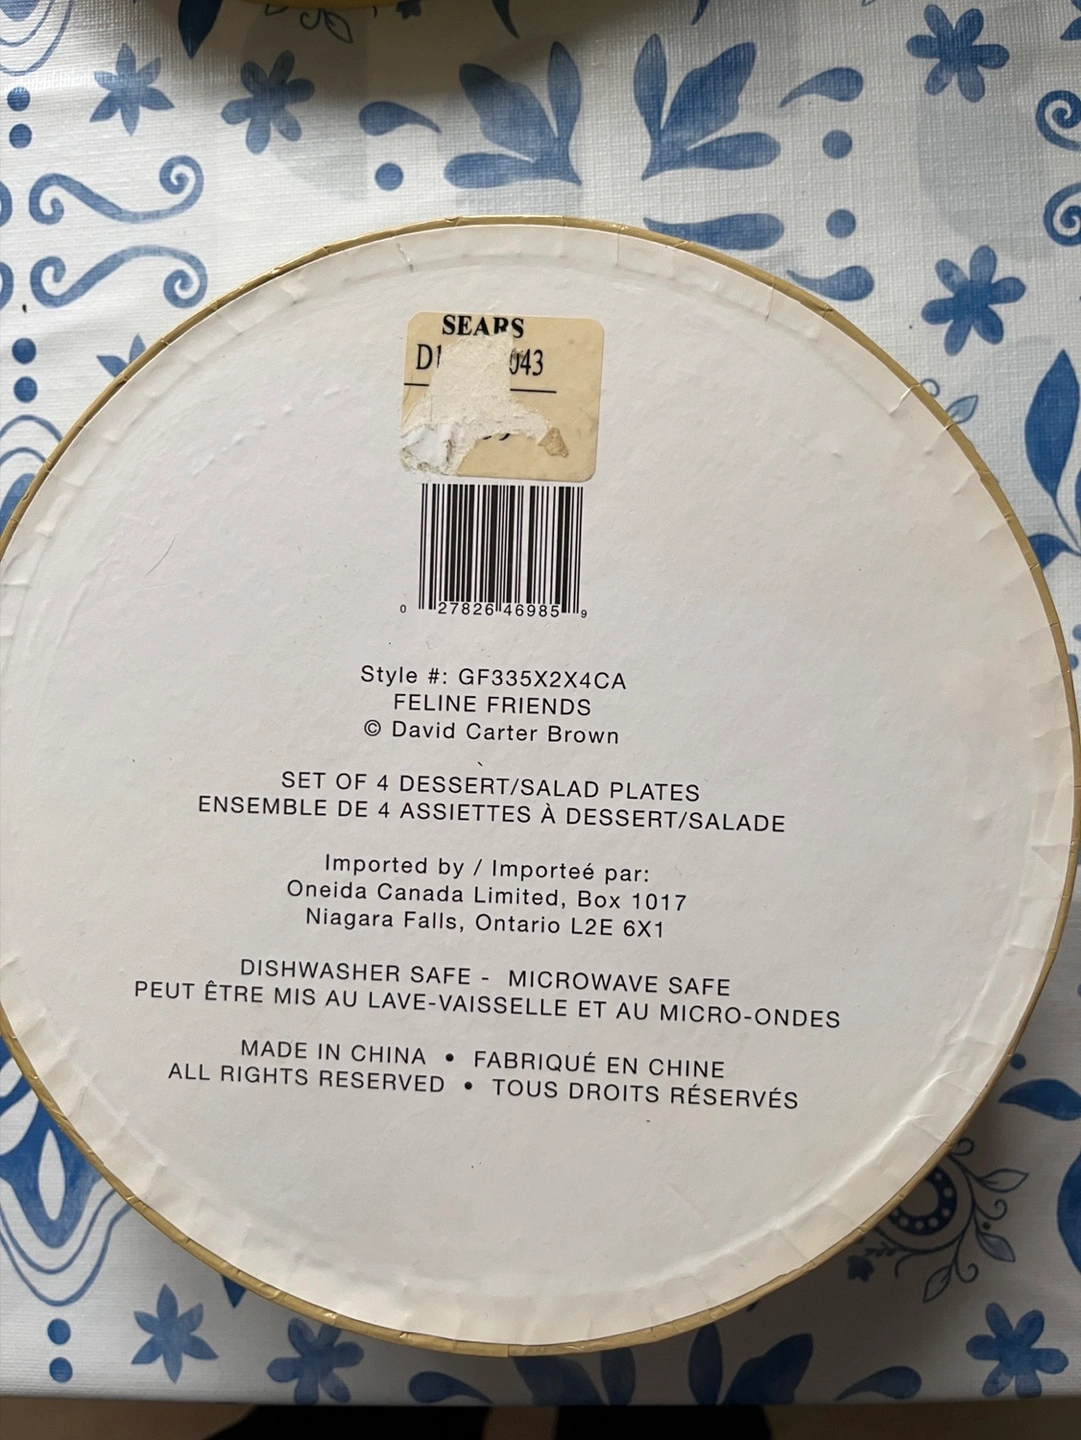 SEARS
043
0 27826 46985 9
Style #: GF335X2X4CA
FELINE FRIENDS
© David Carter Brown
SET OF 4 DESSERT/SALAD PLATES
ENSEMBLE DE 4 ASSIETTES À DESSERT/SALADE
Imported by / Importeé par:
Oneida Canada Limited, Box 1017
Niagara Falls, Ontario L2E 6X1
DISHWASHER SAFE - MICROWAVE SAFE
PEUT ÊTRE MIS AU LAVE-VAISSELLE ET AU MICRO-ONDES
MADE IN CHINA • FABRIQUÉ EN CHINE
ALL RIGHTS RESERVED • TOUS DROITS RÉSERVÉS